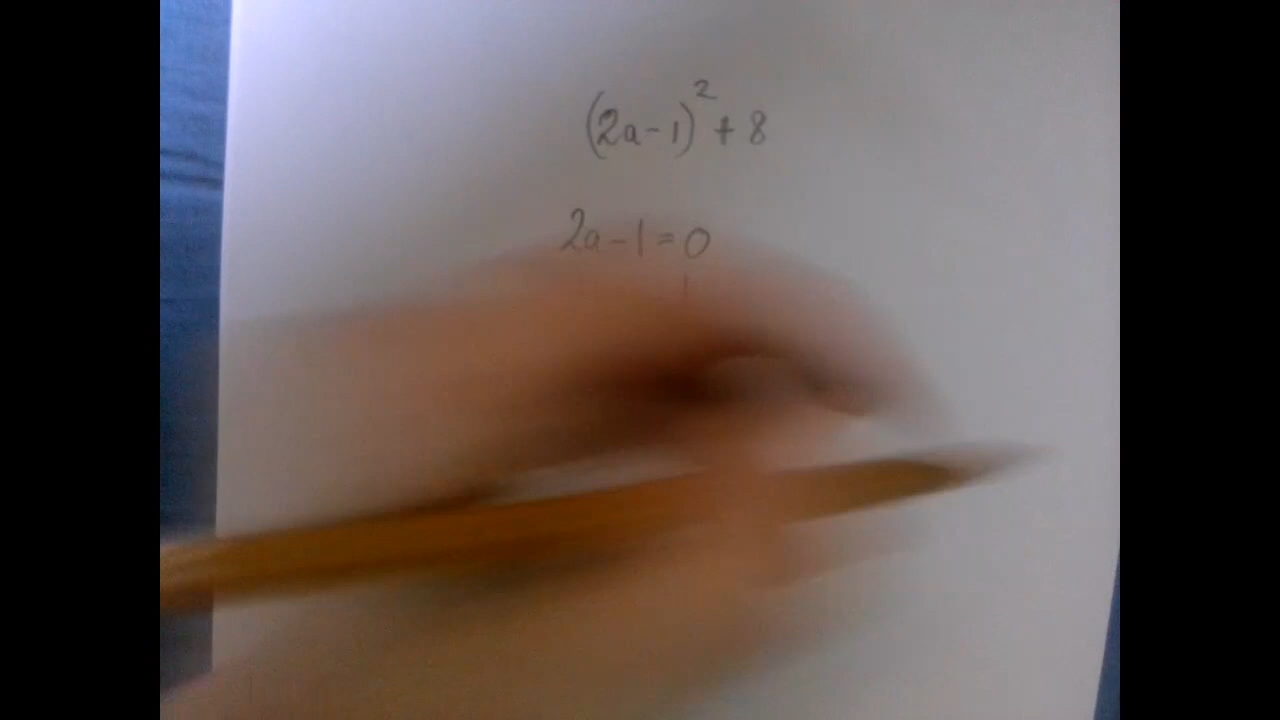 (2a-1)² + 8
2a-1=0